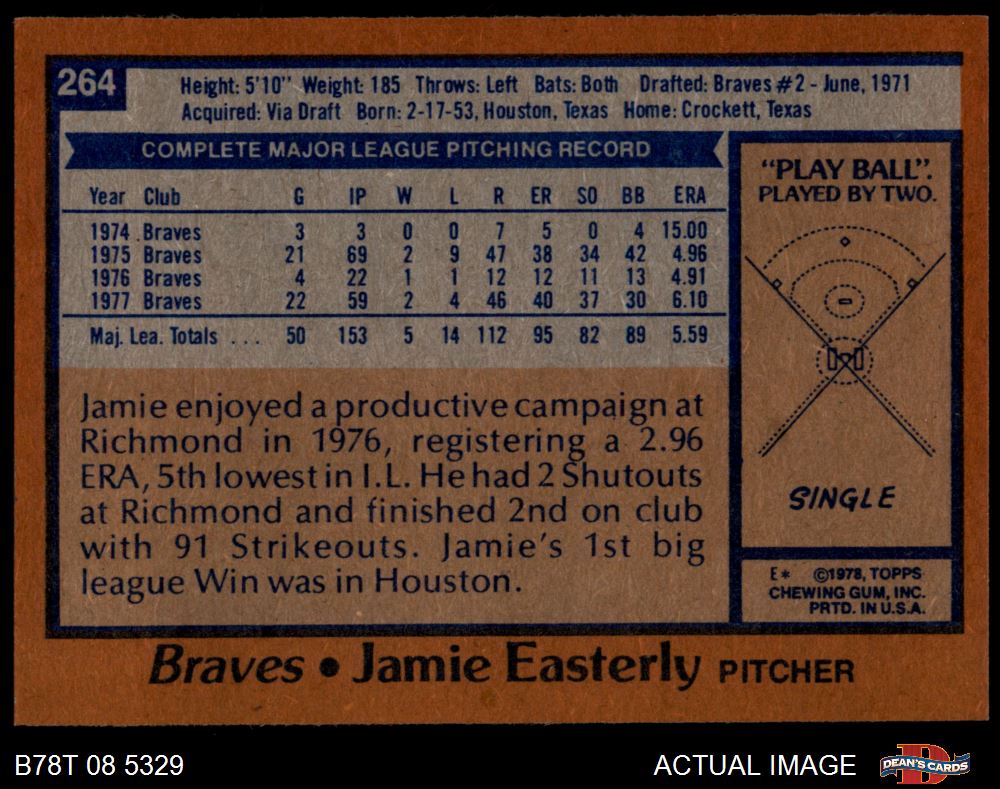 264
Height: 5'10" Weight: 185 Throws: Left Bats: Both Drafted: Braves #2 - June, 1971
Acquired: Via Draft Born: 2-17-53, Houston, Texas Home: Crockett, Texas
COMPLETE MAJOR LEAGUE PITCHING RECORD
Year Club G IP W L R ER SO BB ERA
1974 Braves 3 3 0 0 7 5 0 4 15.00
1975 Braves 21 69 2 9 47 38 34 42 4.96
1976 Braves 4 22 1 1 12 12 11 13 4.91
1977 Braves 22 59 2 4 46 40 37 30 6.10
Maj. Lea. Totals . . . 50 153 5 14 112 95 82 89 5.59
Jamie enjoyed a productive campaign at
Richmond in 1976, registering a 2.96
ERA, 5th lowest in I.L. He had 2 Shutouts
at Richmond and finished 2nd on club
with 91 Strikeouts. Jamie's 1st big
league Win was in Houston.
"PLAY BALL".
PLAYED BY TWO.
SINGLE
E* ©1978, TOPPS
CHEWING GUM, INC.
PRTD. IN U.S.A.
Braves • Jamie Easterly PITCHER
B78T 08 5329
ACTUAL IMAGE
DEAN'S CARDS